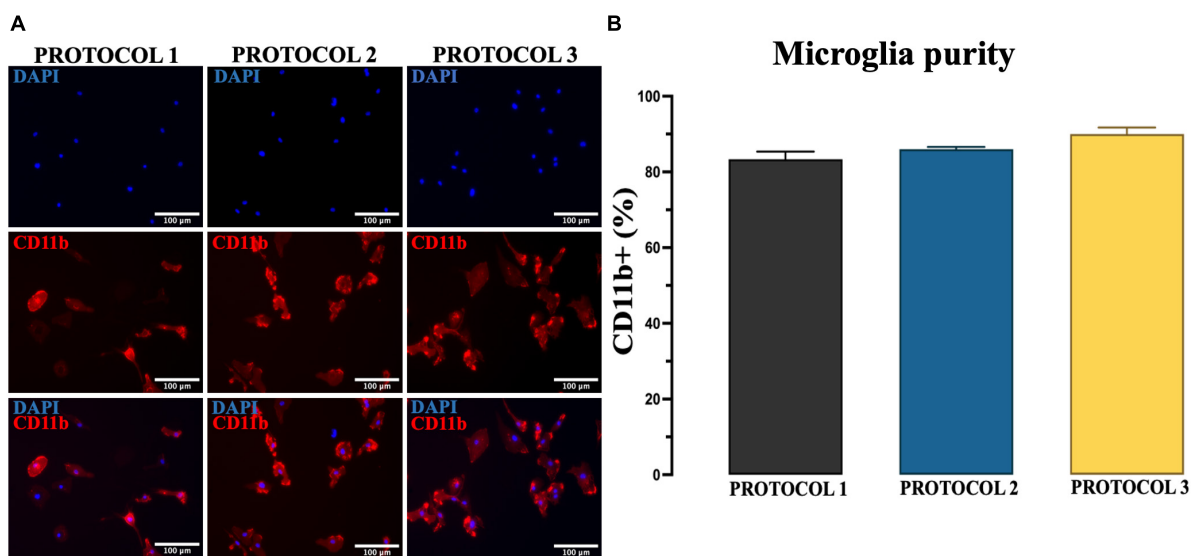 A
PROTOCOL 1 PROTOCOL 2 PROTOCOL 3
DAPI DAPI DAPI
100 µm 100 µm 100 µm
CD11b CD11b CD11b
100 µm 100 µm 100 µm
DAPI DAPI DAPI
CD11b CD11b CD11b
100 µm 100 µm 100 µm
B
Microglia purity
CD11b+ (%)
100
80
60
40
20
0
PROTOCOL 1 PROTOCOL 2 PROTOCOL 3